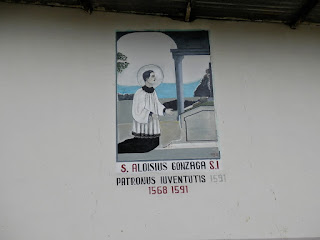 S. ALOISIUS GONZAGA S.I
PATRONUS IUVENTUTIS 1591
1568 1591